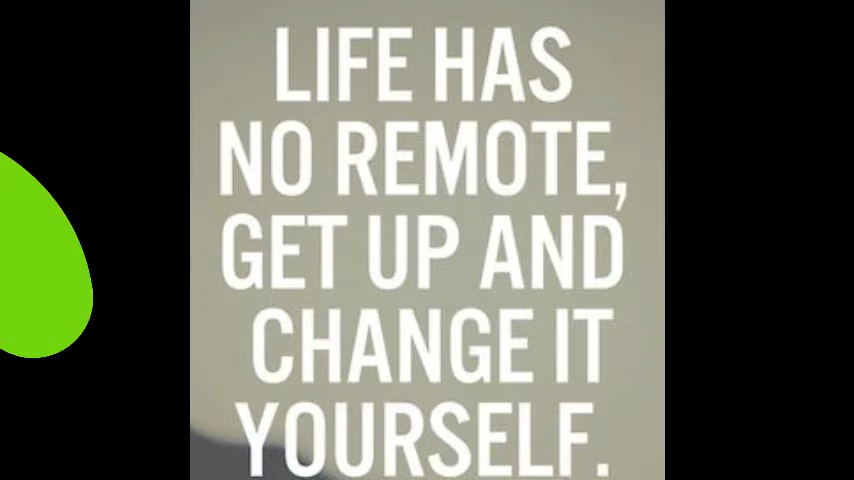 LIFE HAS
NO REMOTE,
GET UP AND
CHANGE IT
YOURSELF.